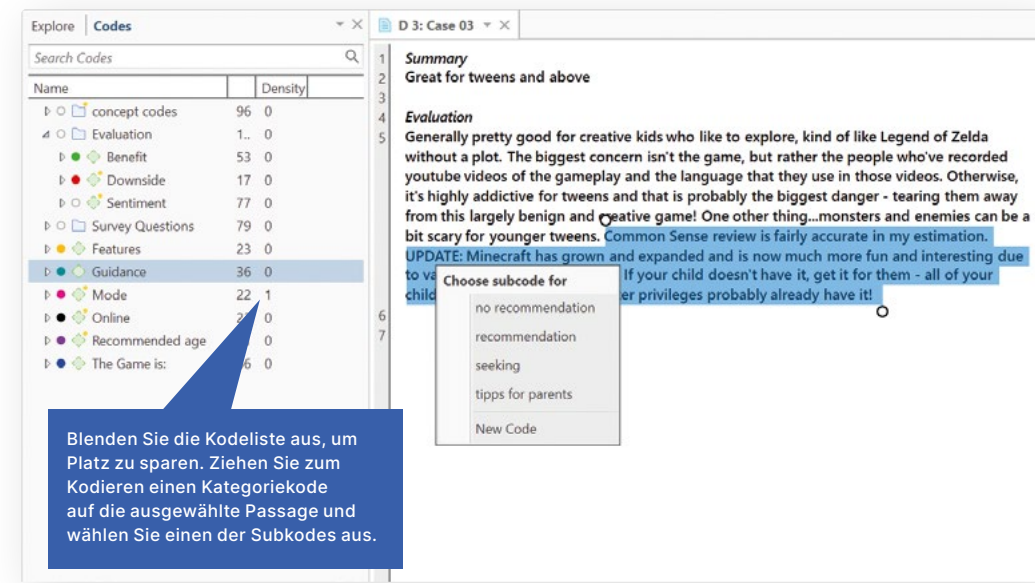 Explore Codes
Search Codes
Name Density
concept codes 96 0
Evaluation 1.. 0
Benefit 53 0
Downside 17 0
Sentiment 77 0
Survey Questions 79 0
Features 23 0
Guidance 36 0
Mode 22 1
Online 0
Recommended age 0
The Game is: 0
Blenden Sie die Kodeliste aus, um
Platz zu sparen. Ziehen Sie zum
Kodieren einen Kategoriekode
auf die ausgewählte Passage und
wählen Sie einen der Subkodes aus.
D 3: Case 03
1 Summary
2 Great for tweens and above
3
4 Evaluation
5 Generally pretty good for creative kids who like to explore, kind of like Legend of Zelda
without a plot. The biggest concern isn't the game, but rather the people who've recorded
youtube videos of the gameplay and the language that they use in those videos. Otherwise,
it's highly addictive for tweens and that is probably the biggest danger - tearing them away
from this largely benign and creative game! One other thing...monsters and enemies can be a
bit scary for younger tweens. Common Sense review is fairly accurate in my estimation.
UPDATE: Minecraft has grown and expanded and is now much more fun and interesting due
to If your child doesn't have it, get it for them - all of your
child privileges probably already have it!
6
7
Choose subcode for
no recommendation
recommendation
seeking
tipps for parents
New Code